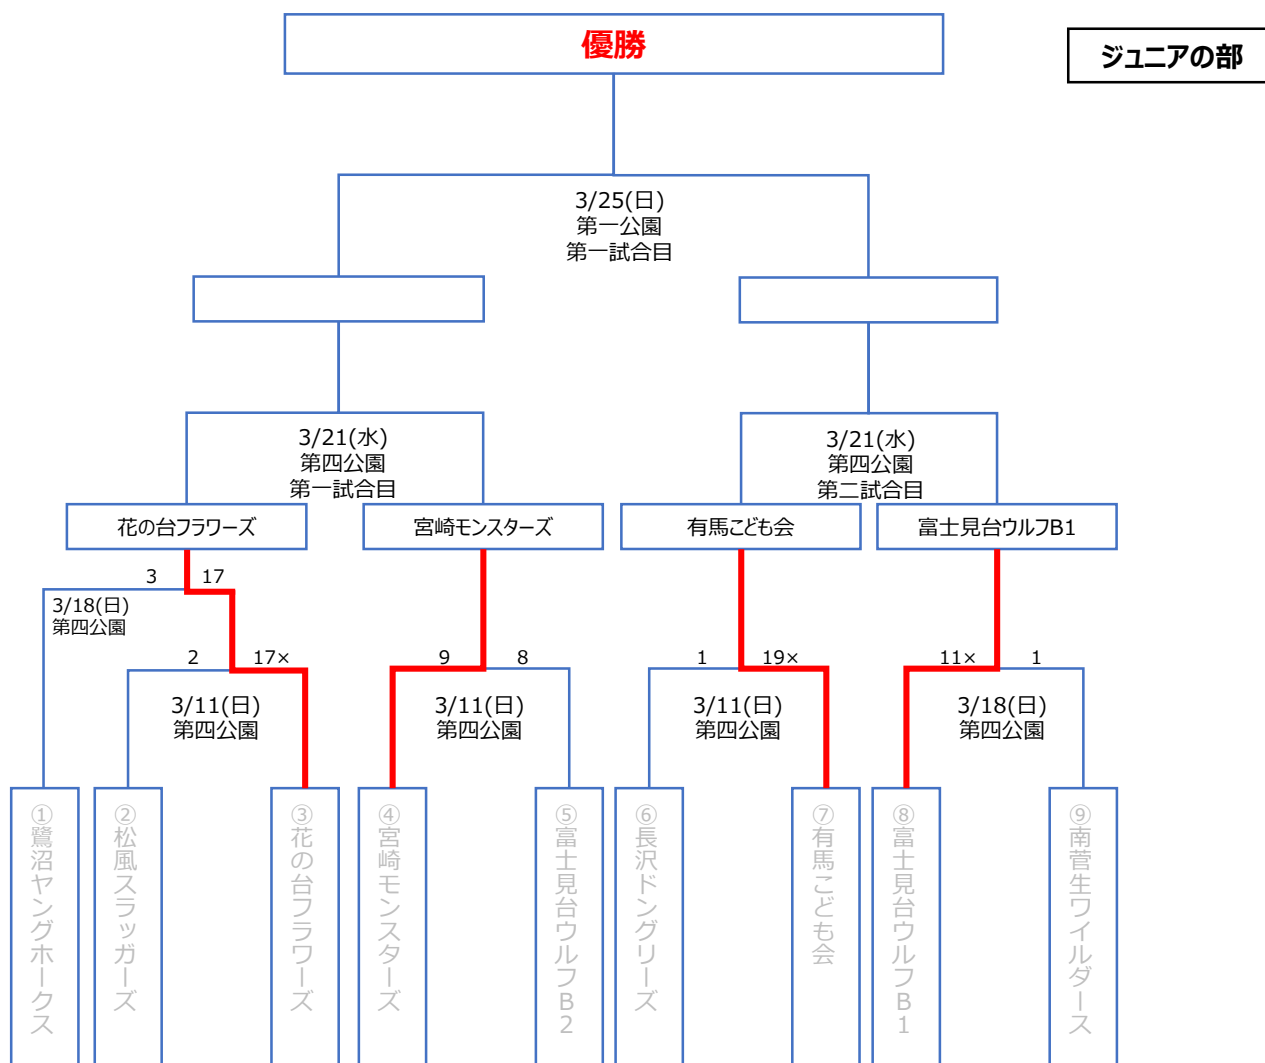 優勝
ジュニアの部
3/25(日)
第一公園
第一試合目
3/21(水)
第四公園
第一試合目
3/21(水)
第四公園
第二試合目
花の台フラワーズ
宮崎モンスターズ
有馬こども会
富士見台ウルフB1
3
17
3/18(日)
第四公園
2
17×
9
8
1
19×
11×
1
3/11(日)
第四公園
3/11(日)
第四公園
3/11(日)
第四公園
3/18(日)
第四公園
①鷺沼ヤングホークス
②松風スラッガーズ
③花の台フラワーズ
④宮崎モンスターズ
⑤富士見台ウルフB2
⑥長沢ドングリーズ
⑦有馬こども会
⑧富士見台ウルフB1
⑨南菅生ワイルダース